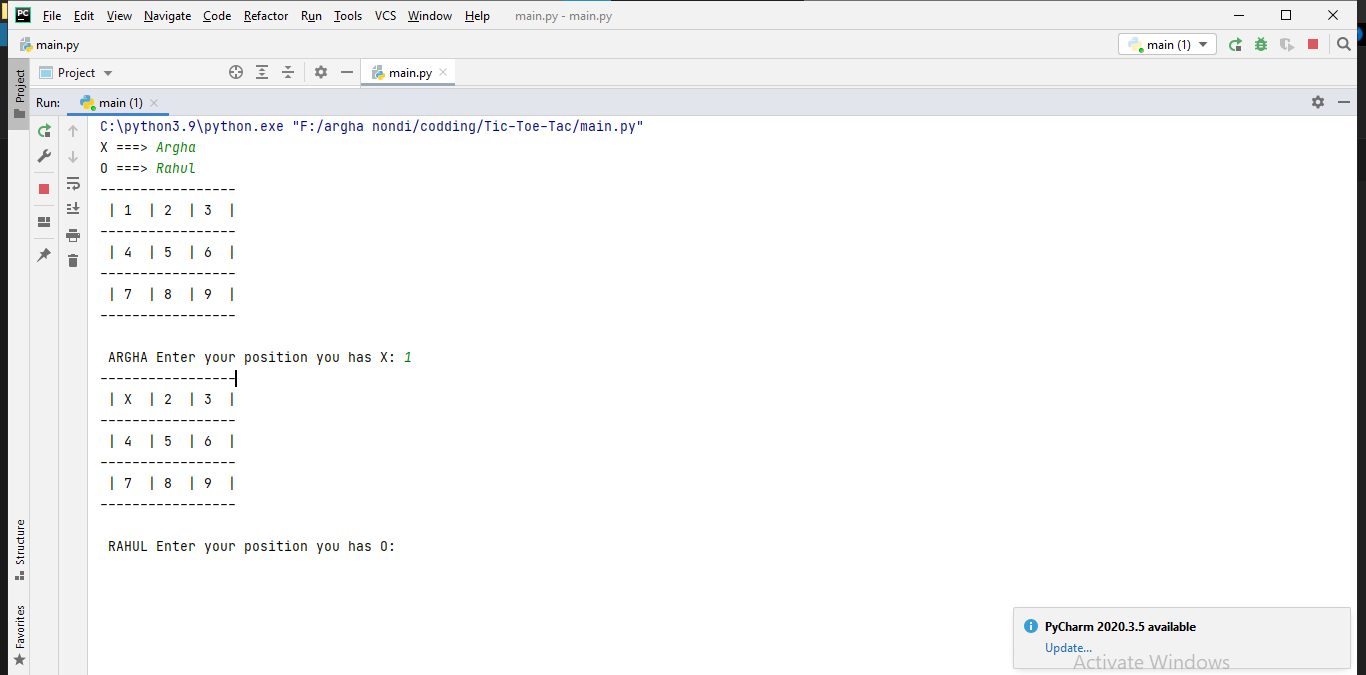 PC File Edit View Navigate Code Refactor Run Tools VCS Window Help main.py - main.py
main.py main (1)
Project main.py
Project
Run: main (1)
C:\python3.9\python.exe "F:/argha nondi/codding/Tic-Toe-Tac/main.py"
X ===> Argha
O ===> Rahul
-----------------
| 1 | 2 | 3 |
-----------------
| 4 | 5 | 6 |
-----------------
| 7 | 8 | 9 |
-----------------
ARGHA Enter your position you has X: 1
-----------------
| X | 2 | 3 |
-----------------
| 4 | 5 | 6 |
-----------------
| 7 | 8 | 9 |
-----------------
RAHUL Enter your position you has O:
Structure
Favorites
PyCharm 2020.3.5 available
Update...
Activate Windows